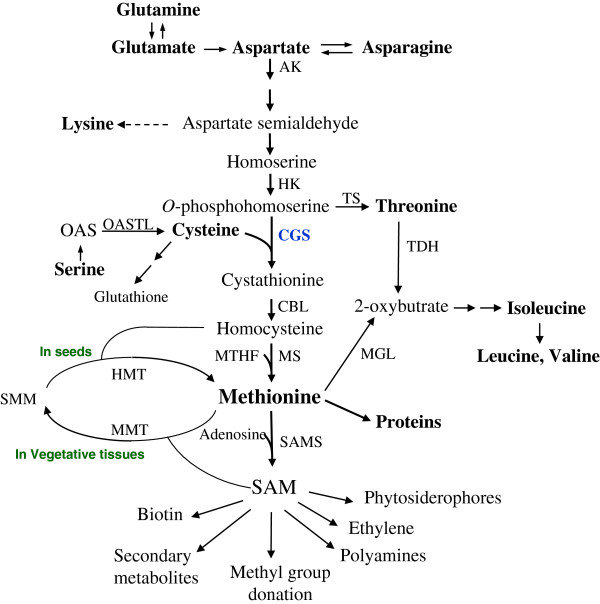 Glutamine
Glutamate
Aspartate
Asparagine
AK
Lysine
Aspartate semialdehyde
Homoserine
HK
O-phosphohomoserine
TS
Threonine
OAS
OASTL
Cysteine
CGS
TDH
Serine
Glutathione
Cystathionine
2-oxybutrate
Isoleucine
CBL
Homocysteine
In seeds
MTHF
MS
MGL
Leucine, Valine
HMT
SMM
Methionine
Proteins
MMT
Adenosine
SAMS
In Vegetative tissues
SAM
Phytosiderophores
Biotin
Ethylene
Secondary
metabolites
Polyamines
Methyl group
donation